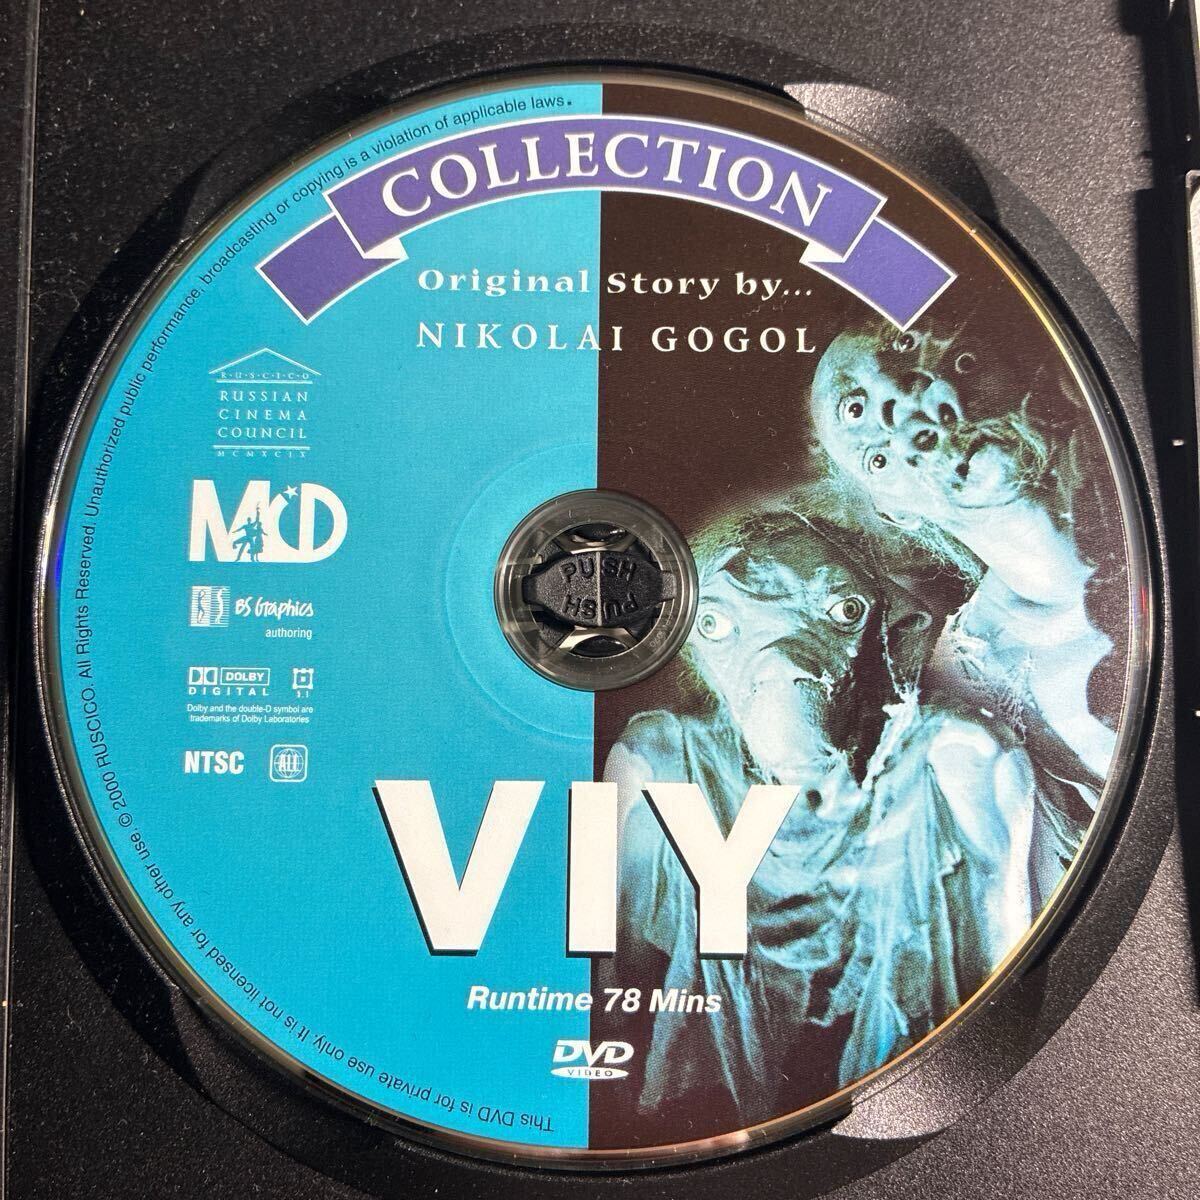 COLLECTION
Original Story by...
NIKOLAI GOGOL
R·U·S·C·I·C·O
RUSSIAN
CINEMA
COUNCIL
MCMXCIX
MCD
BS Graphics
authoring
DOLBY
DIGITAL
5.1
Dolby and the double-D symbol are
trademarks of Dolby Laboratories
NTSC
ALL
PUSH
PUSH
VIY
Runtime 78 Mins
DVD
VIDEO
This DVD is for private use only. It is not licensed for any other use. © 2000 RUSCICO. All Rights Reserved. Unauthorized public performance, broadcasting or copying is a violation of applicable laws.